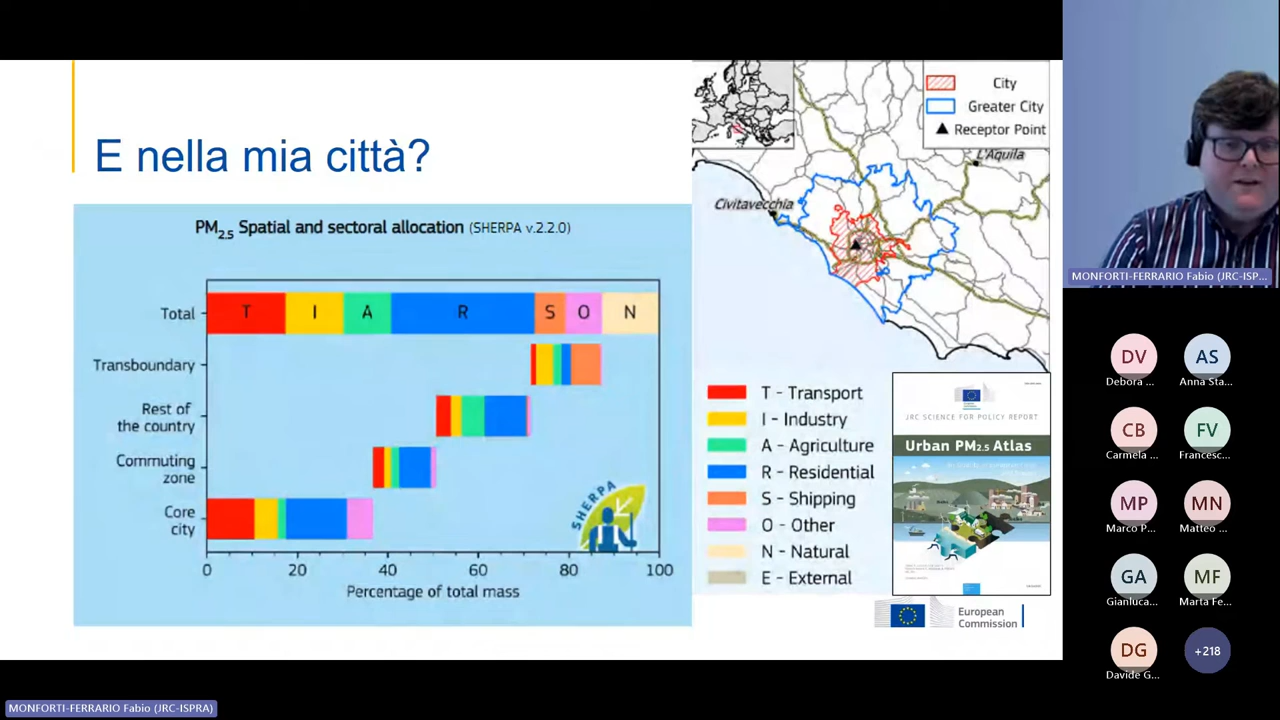 E nella mia città?
PM2.5 Spatial and sectoral allocation (SHERPA v.2.2.0)
Total
T I A R S O N
Transboundary
Rest of
the country
Commuting
zone
Core
city
SHERPA
0 20 40 60 80 100
Percentage of total mass
City
Greater City
Receptor Point
L'Aquila
Civitavecchia
T - Transport
I - Industry
A - Agriculture
R - Residential
S - Shipping
O - Other
N - Natural
E - External
JRC SCIENCE FOR POLICY REPORT
Urban PM2.5 Atlas
European
Commission
MONFORTI-FERRARIO Fabio (JRC-ISP...
DV
Debora ...
AS
Anna Sta...
CB
Carmela ...
FV
Francesc...
MP
Marco P...
MN
Matteo ...
GA
Gianluca...
MF
Marta Fe...
DG
Davide G...
+218
MONFORTI-FERRARIO Fabio (JRC-ISPRA)